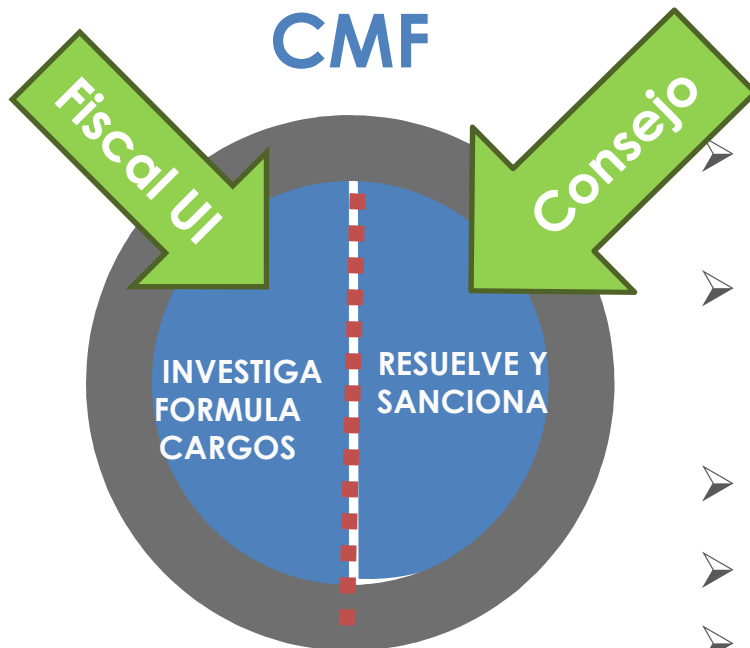 CMF
Fiscal UI
Consejo
INVESTIGA
FORMULA
CARGOS
RESUELVE Y
SANCIONA